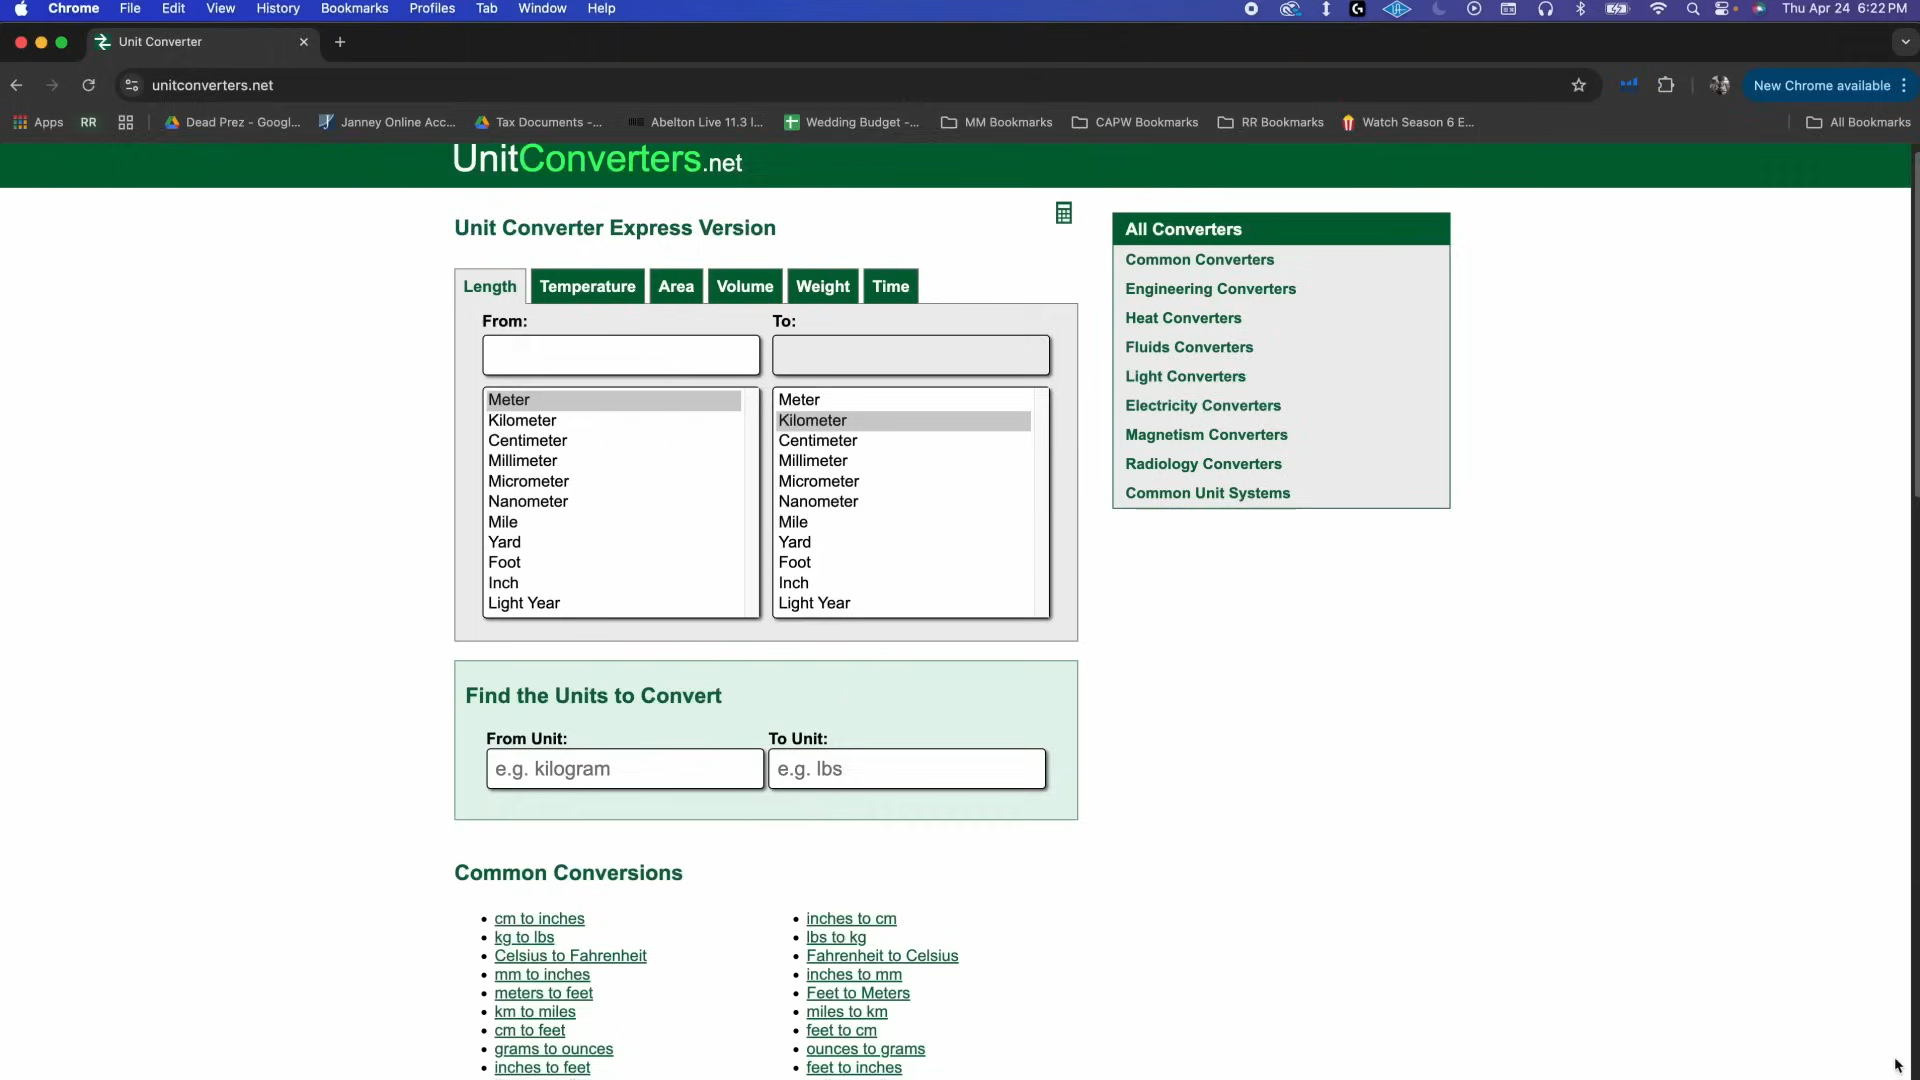 Chrome File Edit View History Bookmarks Profiles Tab Window Help Thu Apr 24 6:22 PM
Unit Converter
unitconverters.net New Chrome available
Apps RR Dead Prez - Googl... Janney Online Acc... Tax Documents -... Abelton Live 11.3 I... Wedding Budget -... MM Bookmarks CAPW Bookmarks RR Bookmarks Watch Season 6 E... All Bookmarks
UnitConverters.net
Unit Converter Express Version
Length Temperature Area Volume Weight Time
From: To:
Meter Meter
Kilometer Kilometer
Centimeter Centimeter
Millimeter Millimeter
Micrometer Micrometer
Nanometer Nanometer
Mile Mile
Yard Yard
Foot Foot
Inch Inch
Light Year Light Year
All Converters
Common Converters
Engineering Converters
Heat Converters
Fluids Converters
Light Converters
Electricity Converters
Magnetism Converters
Radiology Converters
Common Unit Systems
Find the Units to Convert
From Unit: To Unit:
e.g. kilogram e.g. lbs
Common Conversions
cm to inches inches to cm
kg to lbs lbs to kg
Celsius to Fahrenheit Fahrenheit to Celsius
mm to inches inches to mm
meters to feet Feet to Meters
km to miles miles to km
cm to feet feet to cm
grams to ounces ounces to grams
inches to feet feet to inches